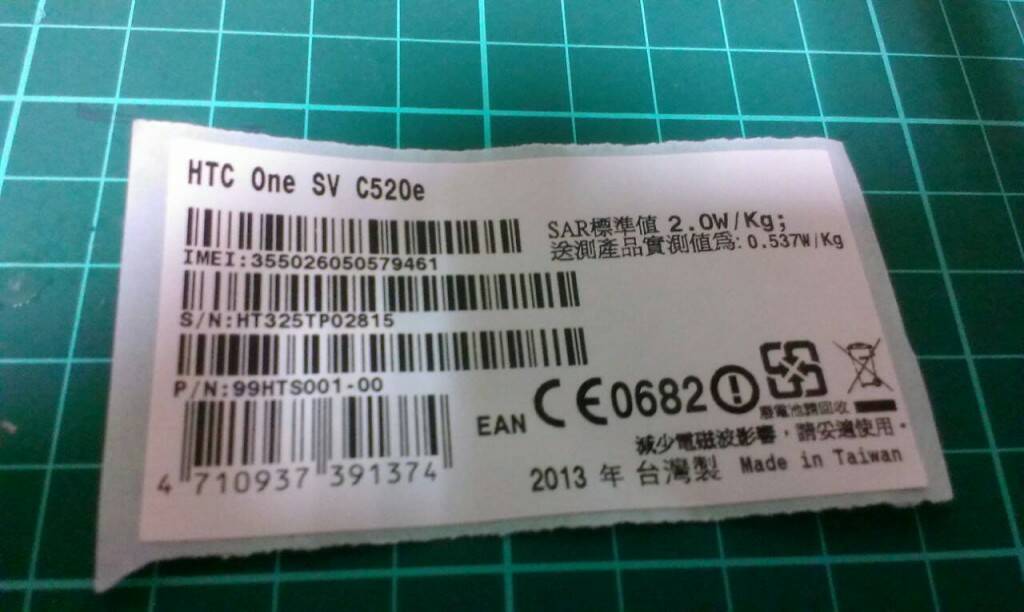 HTC One SV C520e
IMEI:355026050579461
S/N:HT325TP02815
P/N:99HTS001-00
4 710937 391374
EAN
SAR標準值 2.0W/Kg;
送測產品實測值為: 0.537W/Kg
CE0682
廢電池請回收
減少電磁波影響，請妥適使用。
2013 年 台灣製 Made in Taiwan